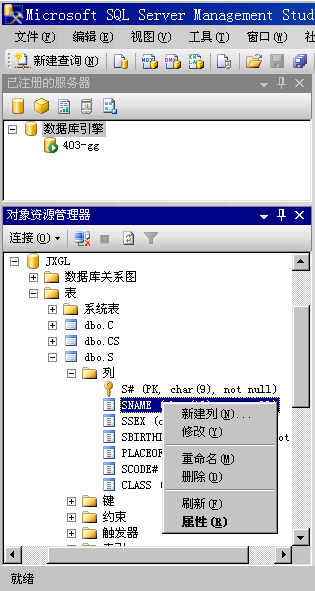 Microsoft SQL Server Management Stud
文件(F) 编辑(E) 视图(V) 工具(T) 窗口(W) 社
新建查询(N)
已注册的服务器
数据库引擎
403-gg
对象资源管理器
连接(O)
JXGL
数据库关系图
表
系统表
dbo.C
dbo.CS
dbo.S
列
S# (PK, char(9), not null)
SNAME
SSEX (c
SBIRTHI not
PLACEOF
SCODE#
CLASS (
新建列(N)...
修改(Y)
重命名(M)
删除(D)
刷新(F)
属性(R)
键
约束
触发器
就绪